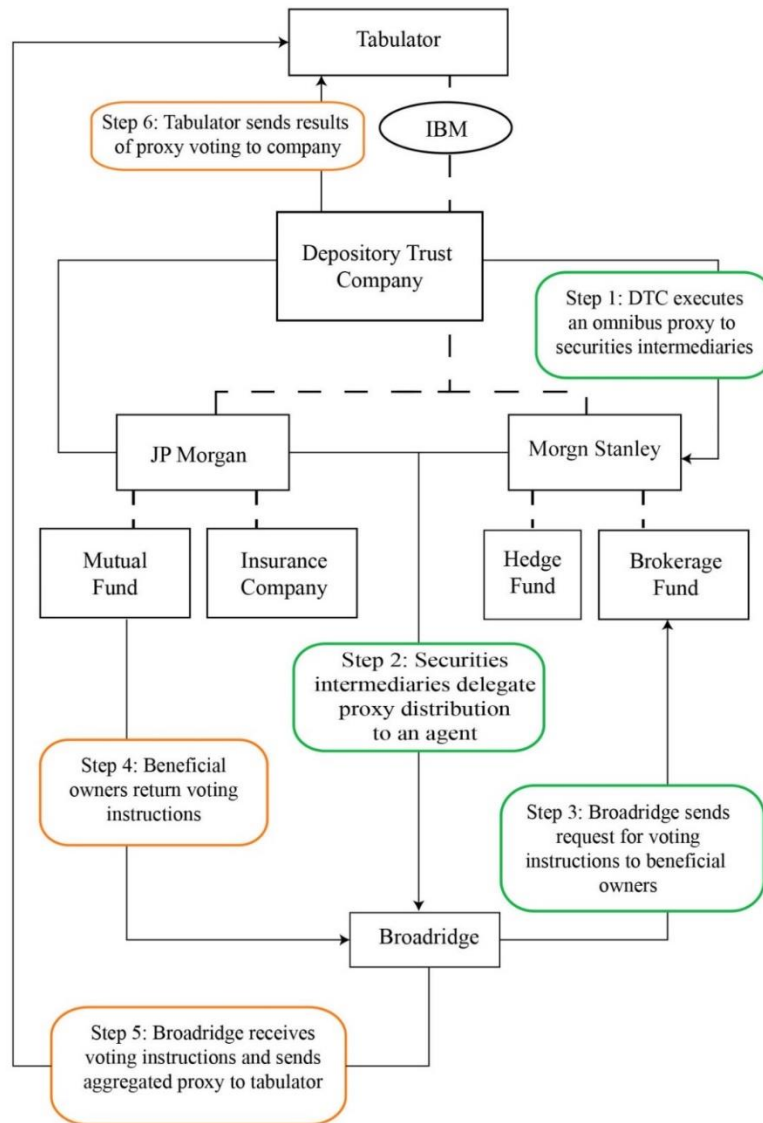 Tabulator
Step 6: Tabulator sends results
of proxy voting to company
IBM
Depository Trust
Company
Step 1: DTC executes
an omnibus proxy to
securities intermediaries
JP Morgan
Morgn Stanley
Mutual
Fund
Insurance
Company
Hedge
Fund
Brokerage
Fund
Step 2: Securities
intermediaries delegate
proxy distribution
to an agent
Step 4: Beneficial
owners return voting
instructions
Step 3: Broadridge sends
request for voting
instructions to beneficial
owners
Broadridge
Step 5: Broadridge receives
voting instructions and sends
aggregated proxy to tabulator